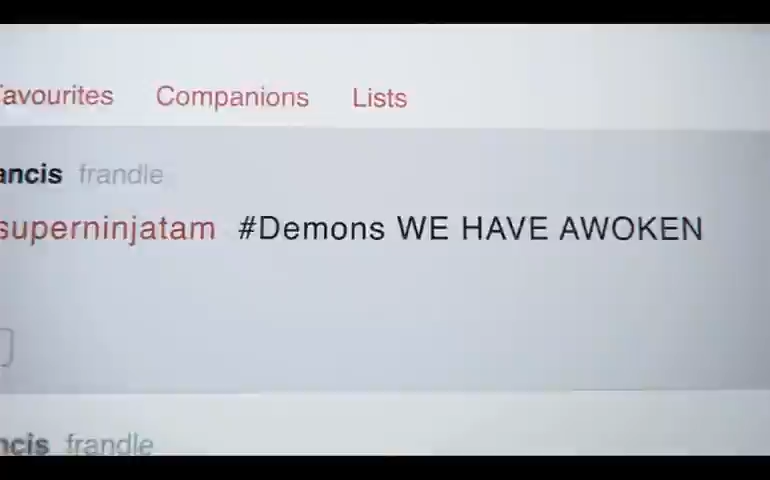 avourites Companions Lists
ancis frandle
superninjatam #Demons WE HAVE AWOKEN
ncis frandle